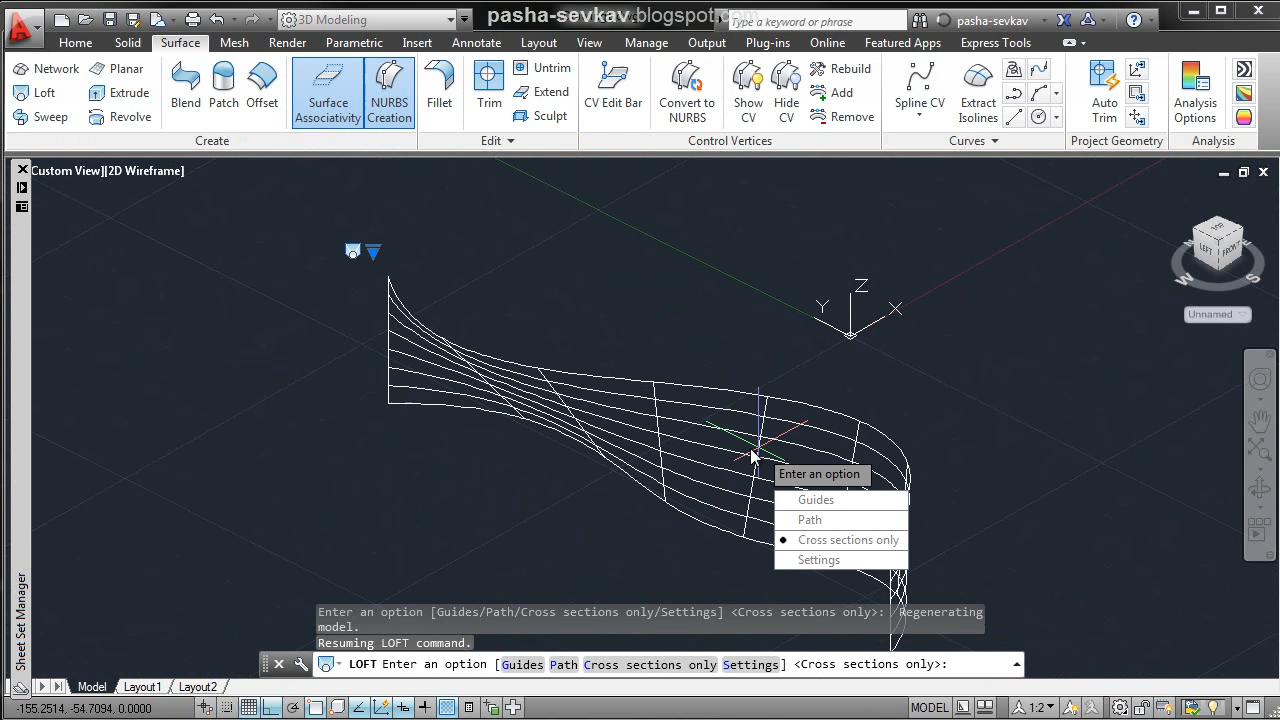 3D Modeling
pasha-sevkav.blogspot.com
Type a keyword or phrase
pasha-sevkav
Home Solid Surface Mesh Render Parametric Insert Annotate Layout View Manage Output Plug-ins Online Featured Apps Express Tools
Network Planar
Loft Extrude
Sweep Revolve
Blend Patch Offset
Surface Associativity
NURBS Creation
Fillet
Trim
Untrim
Extend
Sculpt
CV Edit Bar
Convert to NURBS
Show CV
Hide CV
Rebuild
Add
Remove
Spline CV
Extract Isolines
Auto Trim
Analysis Options
Create Edit Control Vertices Curves Project Geometry Analysis
Custom View][2D Wireframe]
TOP
LEFT FRONT
N
W S
Unnamed
Z
Y X
Enter an option
Guides
Path
Cross sections only
Settings
Enter an option [Guides/Path/Cross sections only/Settings] <Cross sections only>: Regenerating
model.
Resuming LOFT command.
LOFT Enter an option [Guides Path Cross sections only Settings] <Cross sections only>:
Sheet Set Manager
Model Layout1 Layout2
-155.2514, -54.7094, 0.0000
MODEL
1:2